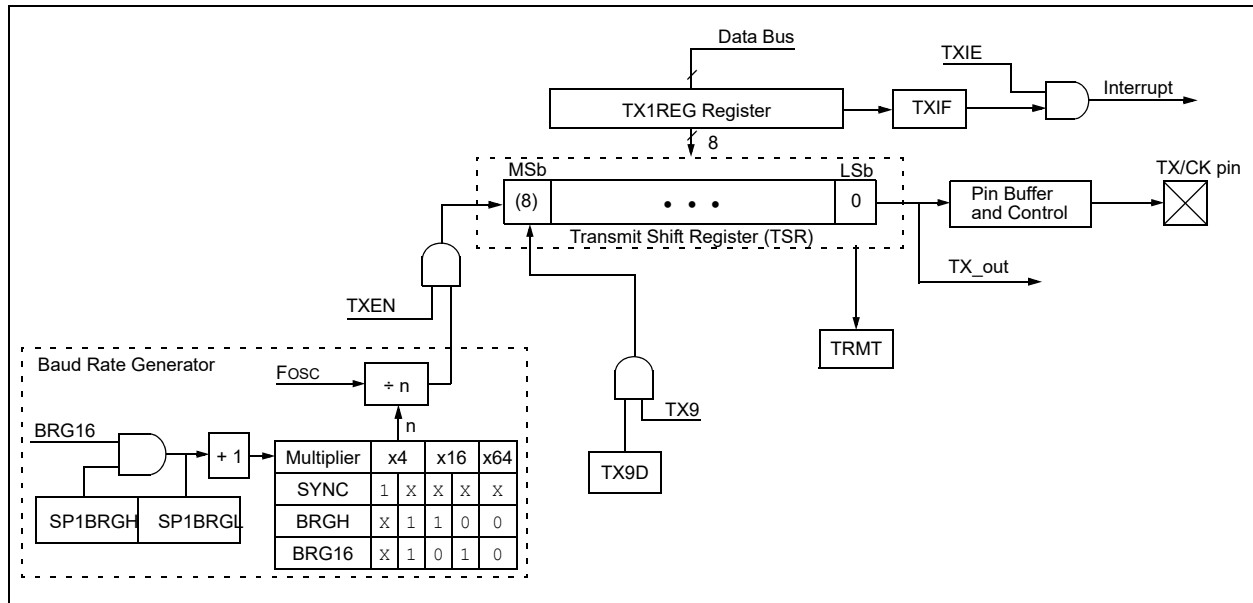 Data Bus
TXIE
Interrupt
TX1REG Register
TXIF
8
MSb
LSb
TX/CK pin
(8)
• • •
0
Pin Buffer
and Control
Transmit Shift Register (TSR)
TX_out
TXEN
TRMT
Baud Rate Generator
FOSC
÷ n
TX9
n
BRG16
+ 1
Multiplier x4 x16 x64
SYNC 1 X X X X
BRGH X 1 1 0 0
BRG16 X 1 0 1 0
SP1BRGH SP1BRGL
TX9D